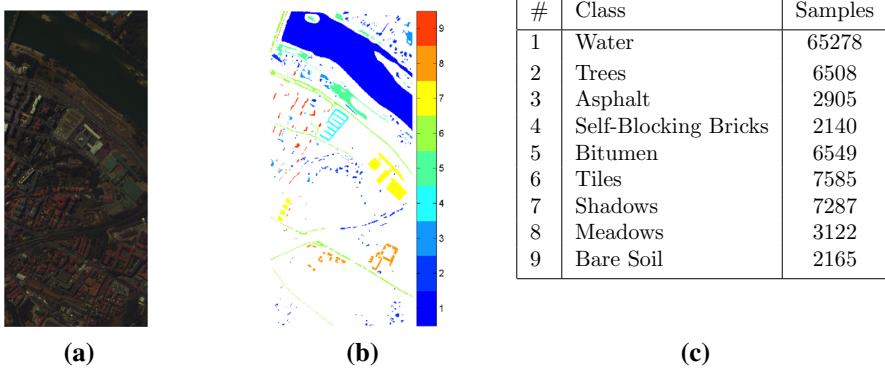 9
8
7
6
5
4
3
2
1
# Class Samples
1 Water 65278
2 Trees 6508
3 Asphalt 2905
4 Self-Blocking Bricks 2140
5 Bitumen 6549
6 Tiles 7585
7 Shadows 7287
8 Meadows 3122
9 Bare Soil 2165
(a) (b) (c)